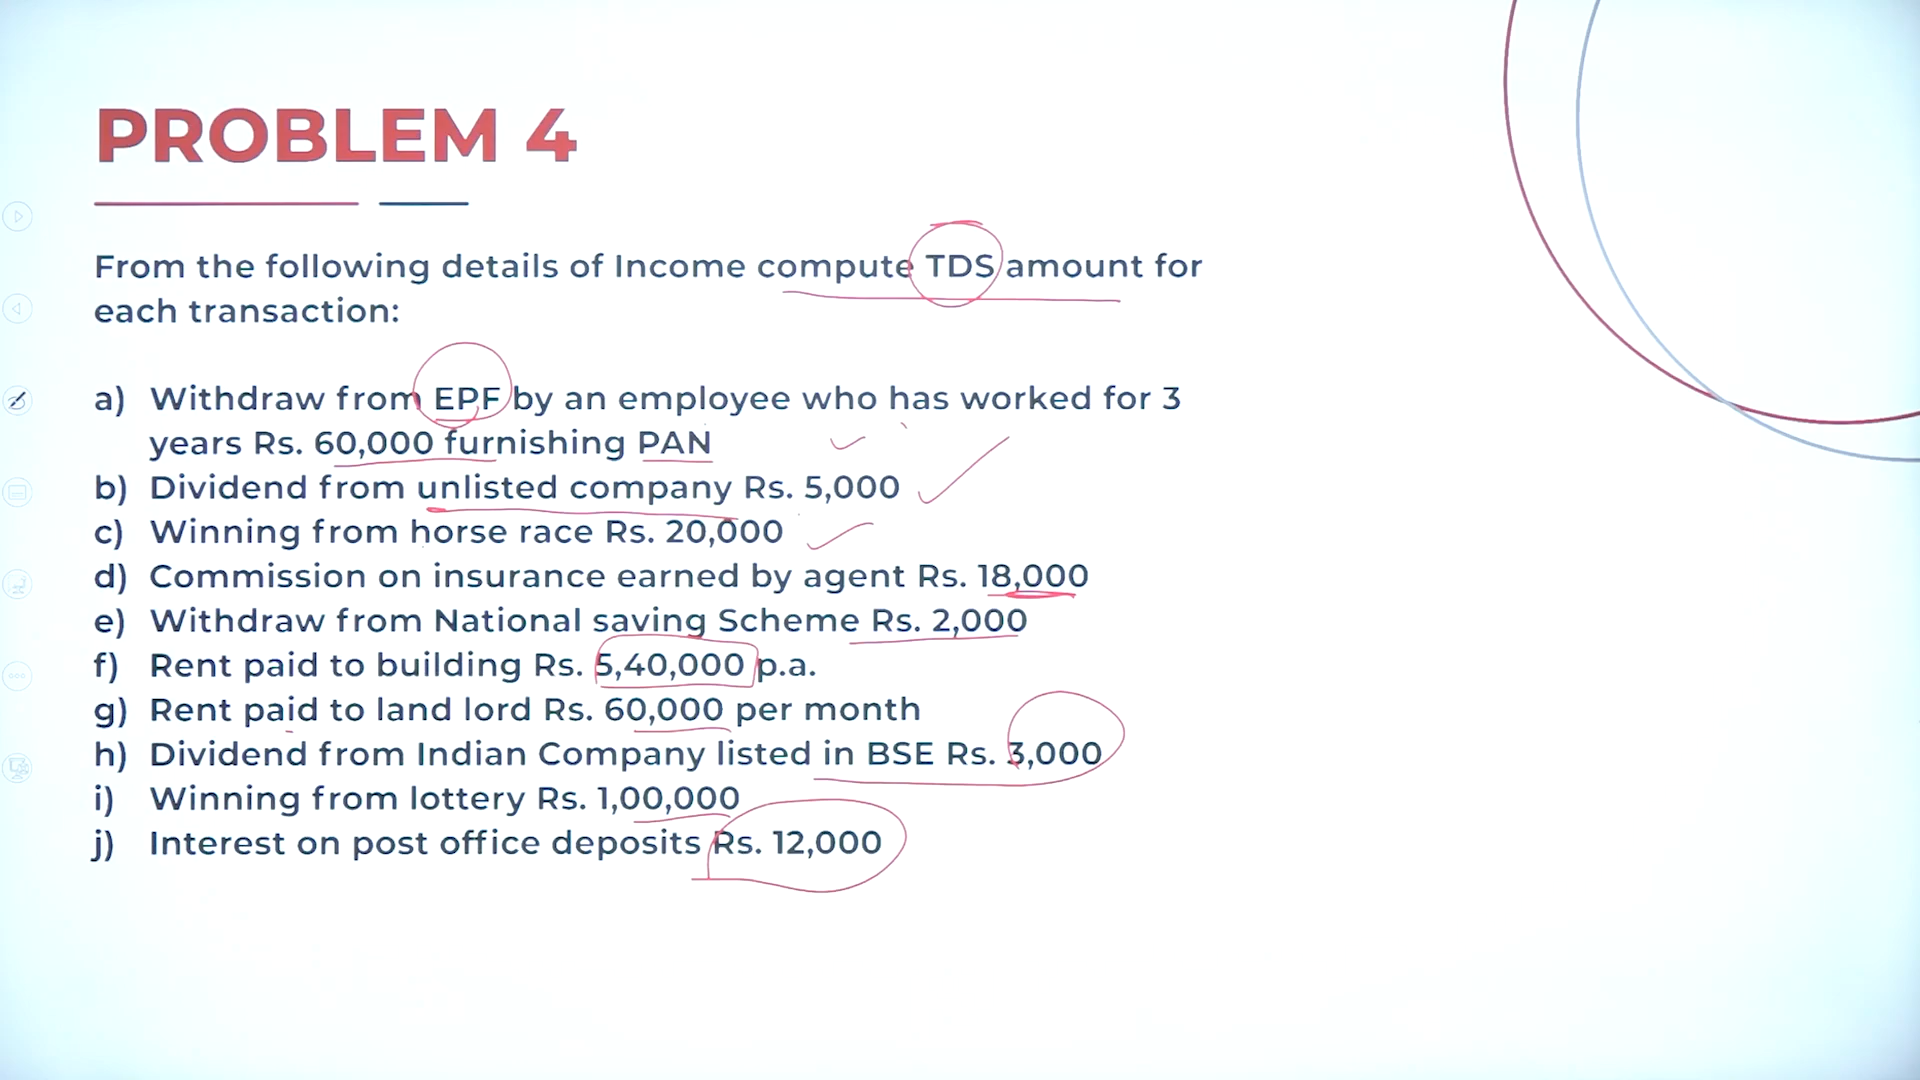 PROBLEM 4
From the following details of Income compute TDS amount for
each transaction:
a) Withdraw from EPF by an employee who has worked for 3
years Rs. 60,000 furnishing PAN
b) Dividend from unlisted company Rs. 5,000
c) Winning from horse race Rs. 20,000
d) Commission on insurance earned by agent Rs. 18,000
e) Withdraw from National saving Scheme Rs. 2,000
f) Rent paid to building Rs. 5,40,000 p.a.
g) Rent paid to land lord Rs. 60,000 per month
h) Dividend from Indian Company listed in BSE Rs. 3,000
i) Winning from lottery Rs. 1,00,000
j) Interest on post office deposits Rs. 12,000